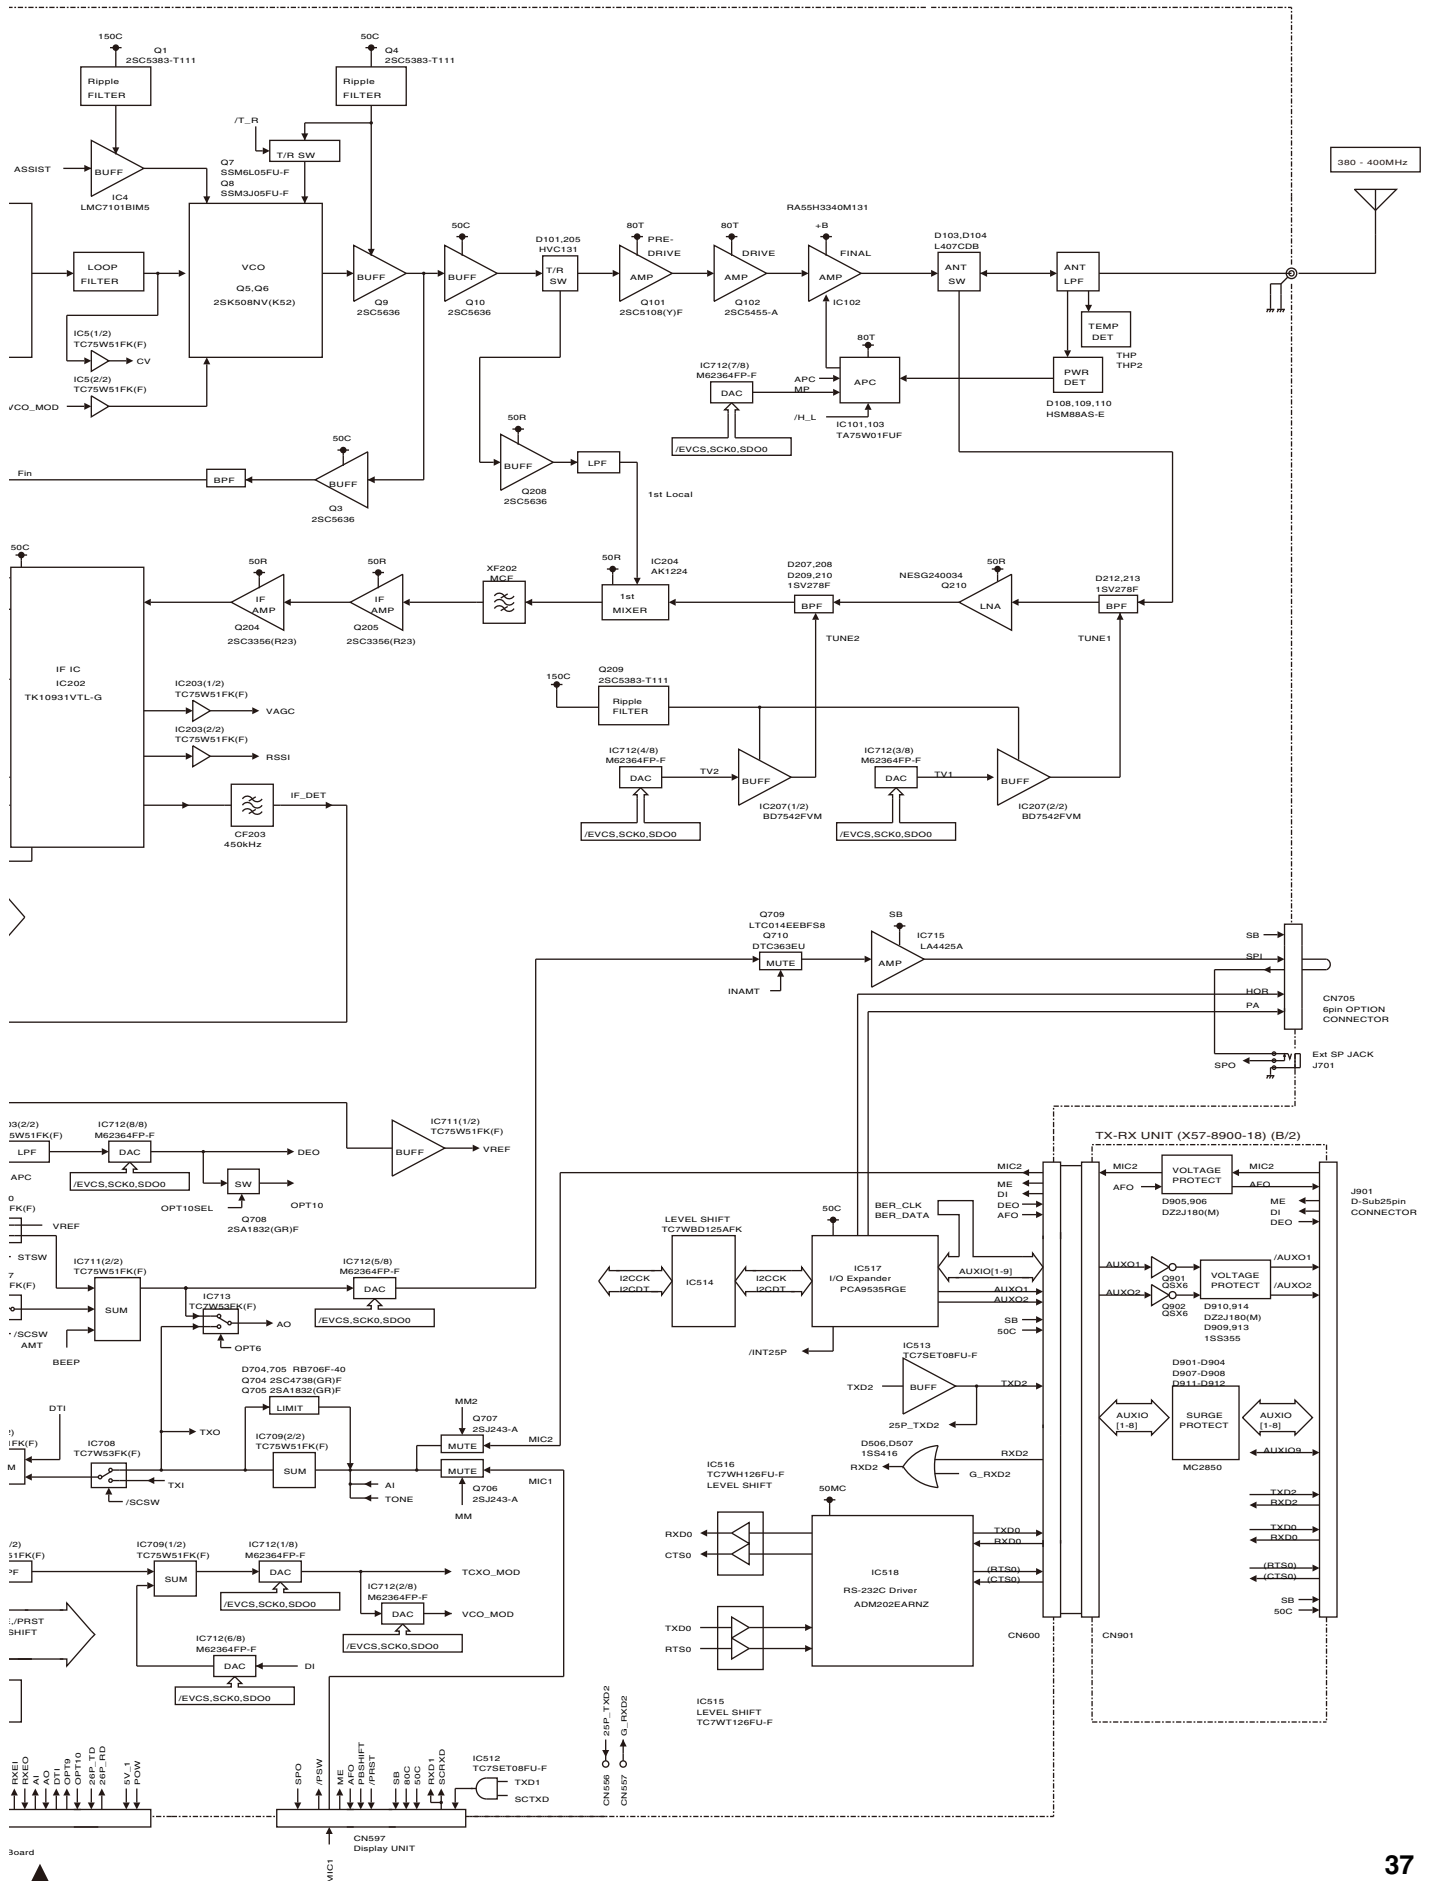 150C
Q1
2SC5383-T111
Ripple
FILTER
50C
Q4
2SC5383-T111
Ripple
FILTER
/T_R
T/R SW
ASSIST
BUFF
IC4
LMC7101BIM5
Q7
SSM6L05FU-F
Q8
SSM3J05FU-F
380 - 400MHz
LOOP
FILTER
VCO
Q5,Q6
2SK508NV(K52)
BUFF
Q9
2SC5636
50C
BUFF
Q10
2SC5636
D101,205
HVC131
T/R
SW
80T
PRE-
DRIVE
AMP
Q101
2SC5108(Y)F
80T
DRIVE
AMP
Q102
2SC5455-A
RA55H3340M131
+B
FINAL
AMP
IC102
D103,D104
L407CDB
ANT
SW
ANT
LPF
TEMP
DET
THP
THP2
PWR
DET
D108,109,110
HSM88AS-E
IC5(1/2)
TC75W51FK(F)
CV
IC5(2/2)
TC75W51FK(F)
VCO_MOD
80T
APC
IC712(7/8)
M62364FP-F
DAC
APC
MP
/H_L
IC101,103
TA75W01FUF
/EVCS,SCK0,SDO0
50C
BUFF
Q3
2SC5636
BPF
Fin
50R
BUFF
Q208
2SC5636
LPF
1st Local
50C
IF IC
IC202
TK10931VTL-G
50R
IF
AMP
Q204
2SC3356(R23)
50R
IF
AMP
Q205
2SC3356(R23)
XF202
MCF
50R
IC204
AK1224
1st
MIXER
D207,208
D209,210
1SV278F
BPF
TUNE2
NESG240034
Q210
50R
LNA
D212,213
1SV278F
BPF
TUNE1
IC203(1/2)
TC75W51FK(F)
VAGC
IC203(2/2)
TC75W51FK(F)
RSSI
IF_DET
CF203
450kHz
150C
Q209
2SC5383-T111
Ripple
FILTER
IC712(4/8)
M62364FP-F
DAC
TV2
BUFF
IC207(1/2)
BD7542FVM
/EVCS,SCK0,SDO0
IC712(3/8)
M62364FP-F
DAC
TV1
BUFF
IC207(2/2)
BD7542FVM
/EVCS,SCK0,SDO0
Q709
LTC014EEBFS8
Q710
DTC363EU
MUTE
INAMT
SB
IC715
LA4425A
AMP
SB
SPI
HOR
PA
CN705
6pin OPTION
CONNECTOR
SPO
Ext SP JACK
J701
03(2/2)
5W51FK(F)
LPF
APC
IC712(8/8)
M62364FP-F
DAC
DEO
/EVCS,SCK0,SDO0
SW
OPT10SEL
OPT10
Q708
2SA1832(GR)F
IC711(1/2)
TC75W51FK(F)
BUFF
VREF
TX-RX UNIT (X57-8900-18) (B/2)
MIC2
ME
DI
DEO
AFO
MIC2
AFO
VOLTAGE
PROTECT
MIC2
AFO
D905,906
DZ2J180(M)
ME
DI
DEO
J901
D-Sub25pin
CONNECTOR
FK(F)
VREF
STSW
7
FK(F)
/SCSW
AMT
BEEP
IC711(2/2)
TC75W51FK(F)
SUM
IC713
TC7W53FK(F)
AO
OPT6
IC712(5/8)
M62364FP-F
DAC
/EVCS,SCK0,SDO0
LEVEL SHIFT
TC7WBD125AFK
IC514
I2CCK
I2CDT
I2CCK
I2CDT
50C
IC517
I/O Expander
PCA9535RGE
BER_CLK
BER_DATA
AUXIO[1-9]
AUXO1
AUXO2
SB
50C
/INT25P
AUXO1
AUXO2
Q901
QSX6
Q902
QSX6
VOLTAGE
PROTECT
/AUXO1
/AUXO2
D910,914
DZ2J180(M)
D909,913
1SS355
D704,705 RB706F-40
Q704 2SC4738(GR)F
Q705 2SA1832(GR)F
LIMIT
IC709(2/2)
TC75W51FK(F)
SUM
TXO
AI
TONE
MM2
Q707
2SJ243-A
MUTE
MIC2
MUTE
Q706
2SJ243-A
MIC1
MM
DTI
IC708
TC7W53FK(F)
TXI
/SCSW
IC513
TC7SET08FU-F
BUFF
TXD2
TXD2
25P_TXD2
D506,D507
1SS416
RXD2
RXD2
G_RXD2
D901-D904
D907-D908
D911-D912
AUXIO
[1-8]
SURGE
PROTECT
AUXIO
[1-8]
AUXIO9
MC2850
TXD2
RXD2
TXD0
RXD0
(RTS0)
(CTS0)
SB
50C
IC516
TC7WH126FU-F
LEVEL SHIFT
50MC
RXD0
CTS0
IC518
RS-232C Driver
ADM202EARNZ
TXD0
RXD0
(RTS0)
(CTS0)
TXD0
RTS0
IC515
LEVEL SHIFT
TC7WT126FU-F
CN600
CN901
IC709(1/2)
TC75W51FK(F)
SUM
IC712(1/8)
M62364FP-F
DAC
TCXO_MOD
/EVCS,SCK0,SDO0
IC712(2/8)
M62364FP-F
DAC
VCO_MOD
/EVCS,SCK0,SDO0
IC712(6/8)
M62364FP-F
DAC
DI
/EVCS,SCK0,SDO0
E,/PRST
SHIFT
RXEI
RXEO
AI
AO
DTI
OPT9
OPT10
26P_TD
26P_RD
5V_1
POW
SPO
/PSW
ME
AFO
PBSHIFT
/PRST
SB
80C
50C
RXD1
SCRXD
IC512
TC7SET08FU-F
TXD1
SCTXD
CN556
25P_TXD2
CN557
G_RXD2
CN597
Display UNIT
MIC1
Board
37